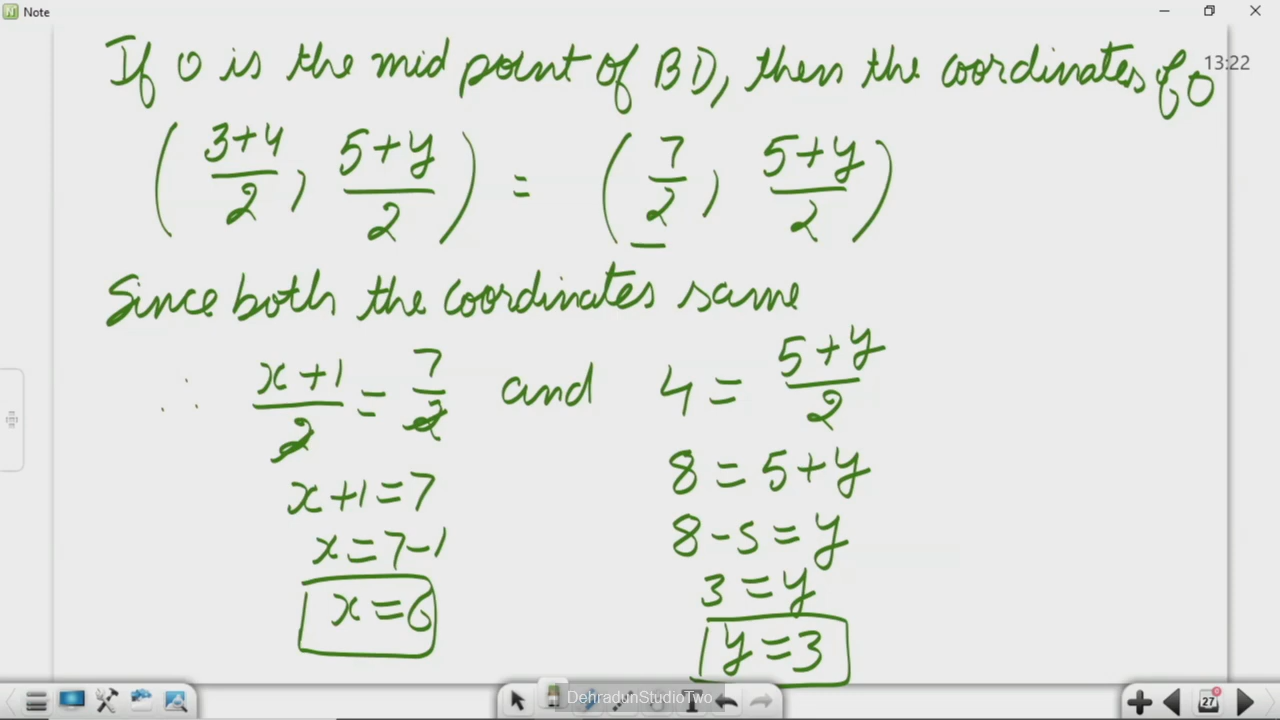 Note
If O is the mid point of BD, then the coordinates of O
13:22
(3+4/2, 5+y/2) = (7/2, 5+y/2)
Since both the coordinates same
∴ x+1/2 = 7/2 and 4 = 5+y/2
x+1=7 8 = 5+y
x=7-1 8-5=y
x=6 3=y
y=3
DehradunStudioTwo
T
27